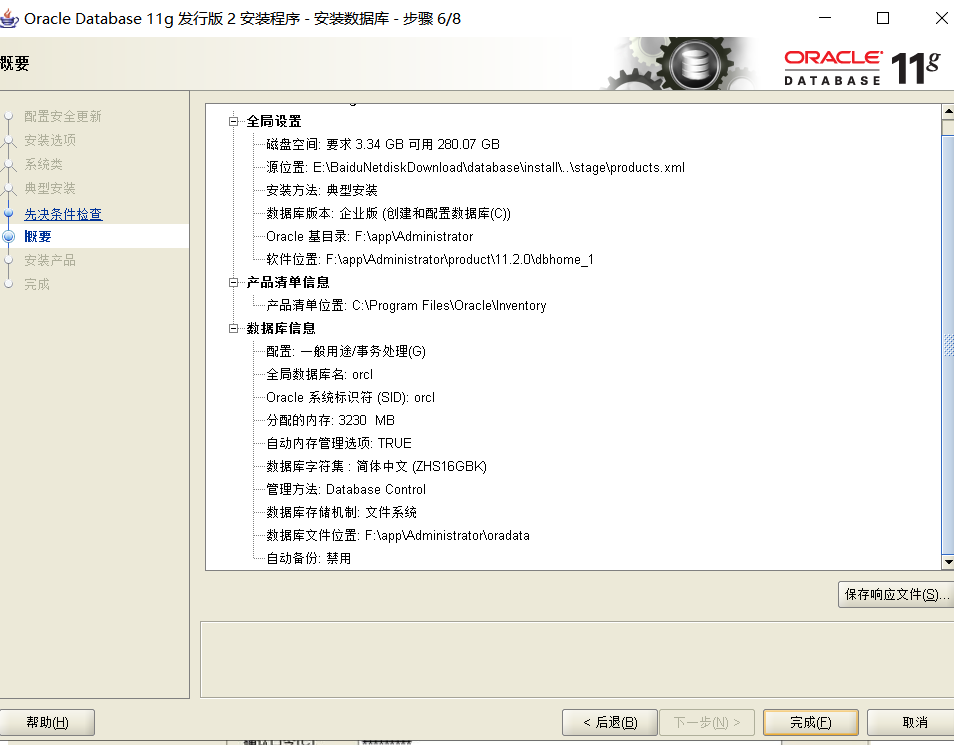 Oracle Database 11g 发行版 2 安装程序 - 安装数据库 - 步骤 6/8
概要
ORACLE
DATABASE
11g
配置安全更新
安装选项
系统类
典型安装
先决条件检查
概要
安装产品
完成
全局设置
磁盘空间: 要求 3.34 GB 可用 280.07 GB
源位置: E:\BaiduNetdiskDownload\database\install\..\stage\products.xml
安装方法: 典型安装
数据库版本: 企业版 (创建和配置数据库(C))
Oracle 基目录: F:\app\Administrator
软件位置: F:\app\Administrator\product\11.2.0\dbhome_1
产品清单信息
产品清单位置: C:\Program Files\Oracle\Inventory
数据库信息
配置: 一般用途/事务处理(G)
全局数据库名: orcl
Oracle 系统标识符 (SID): orcl
分配的内存: 3230 MB
自动内存管理选项: TRUE
数据库字符集 : 简体中文 (ZHS16GBK)
管理方法: Database Control
数据库存储机制: 文件系统
数据库文件位置: F:\app\Administrator\oradata
自动备份: 禁用
保存响应文件(S)...
帮助(H)
< 后退(B)
下一步(N) >
完成(F)
取消